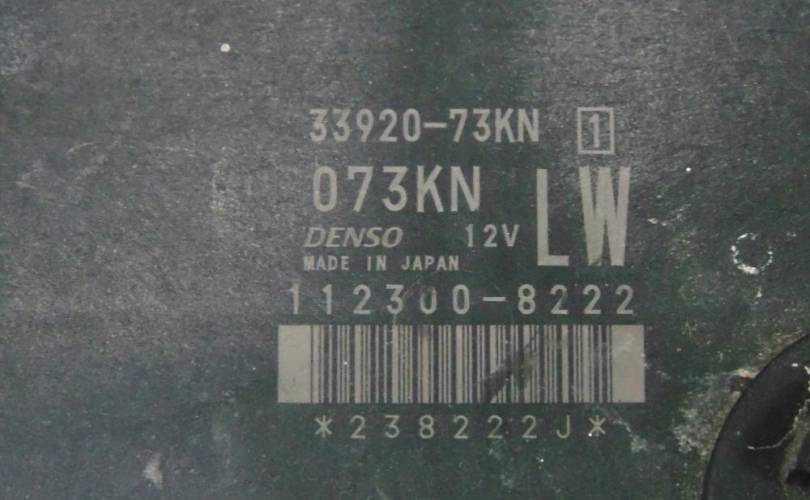 33920-73KN 1
073KN LW
DENSO 12V
MADE IN JAPAN
112300-8222
*238222J*